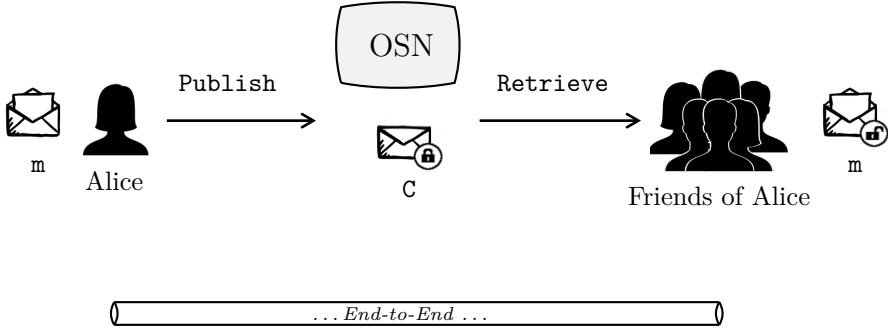 OSN
Publish
Retrieve
m
Alice
C
Friends of Alice
m
... End-to-End ...